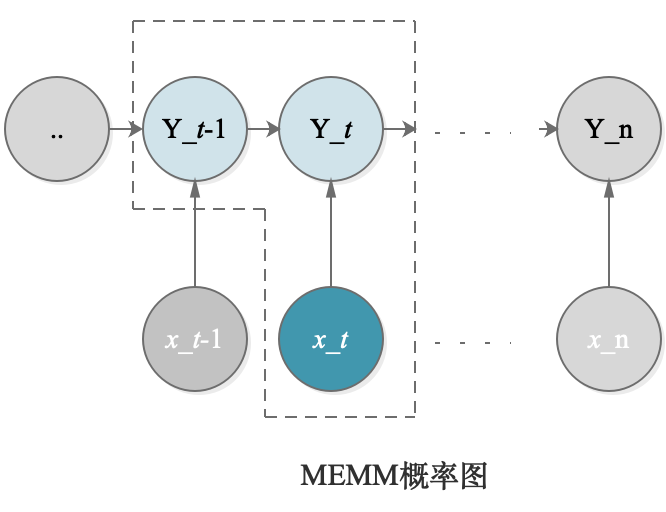 .. Y_t-1 Y_t . . . Y_n
x_t-1 x_t . . . x_n
MEMM概率图